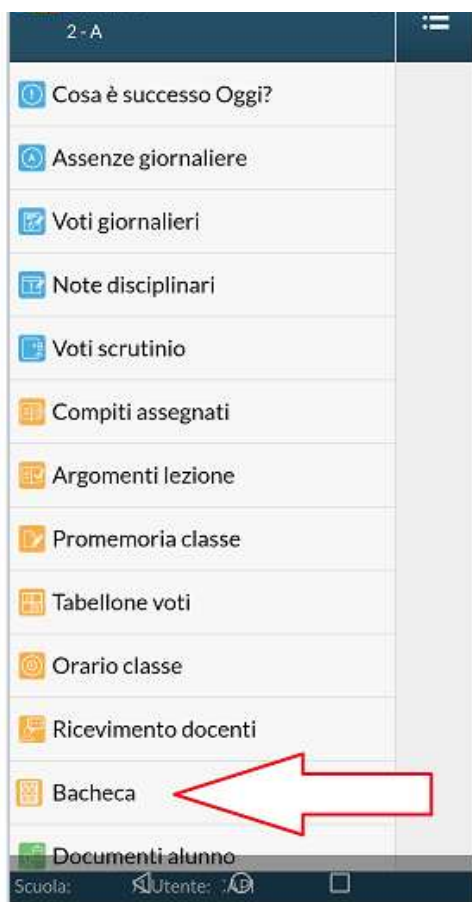 2 - A
Cosa è successo Oggi?
Assenze giornaliere
Voti giornalieri
Note disciplinari
Voti scrutinio
Compiti assegnati
Argomenti lezione
Promemoria classe
Tabellone voti
Orario classe
Ricevimento docenti
Bacheca
Documenti alunno
Scuola: Utente: